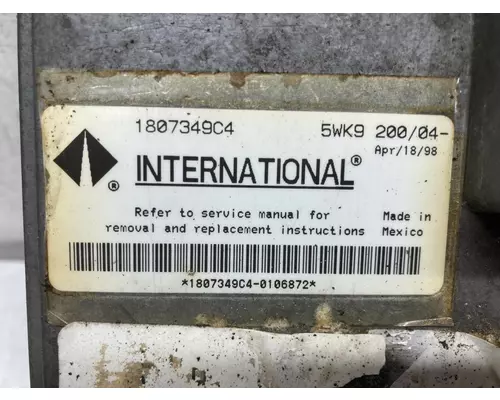 1807349C4 5WK9 200/04-
Apr/18/98
® INTERNATIONAL®
Refer to service manual for Made in
removal and replacement instructions Mexico
*1807349C4-0106872*